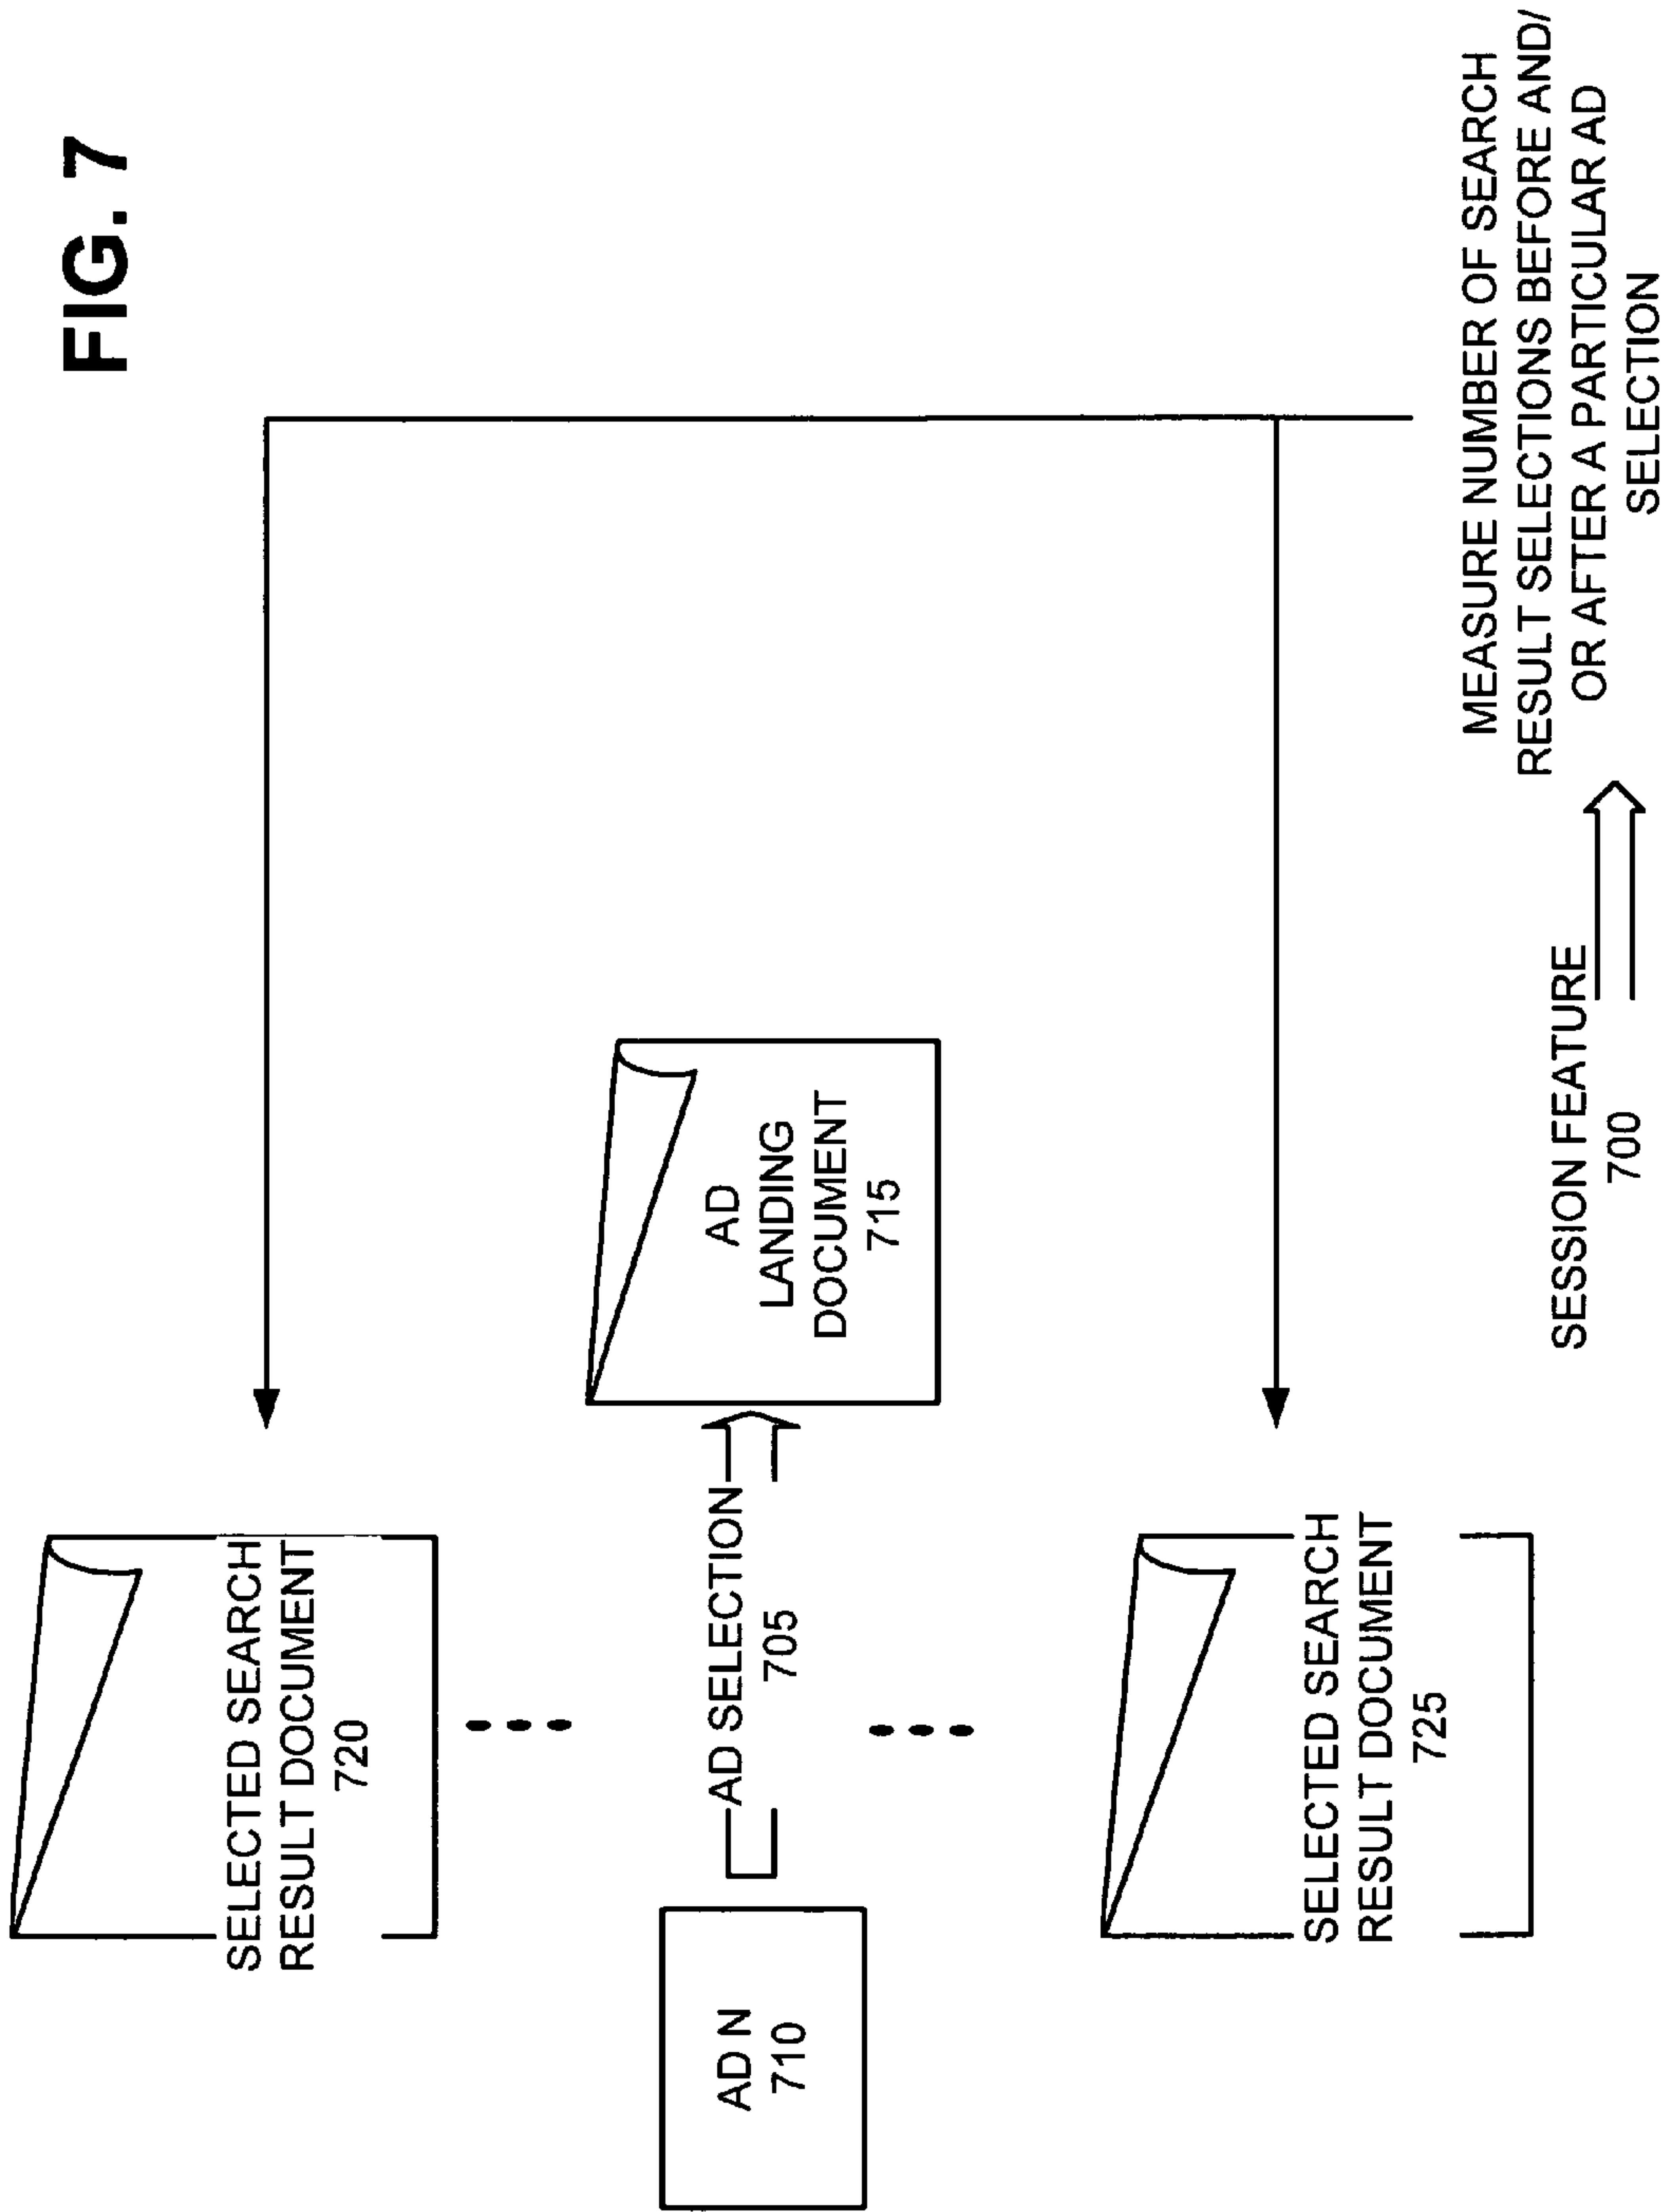 FIG. 7
SELECTED SEARCH
RESULT DOCUMENT
720
AD N
710
AD SELECTION
705
AD
LANDING
DOCUMENT
715
SELECTED SEARCH
RESULT DOCUMENT
725
SESSION FEATURE
700
MEASURE NUMBER OF SEARCH
RESULT SELECTIONS BEFORE AND/
OR AFTER A PARTICULAR AD
SELECTION